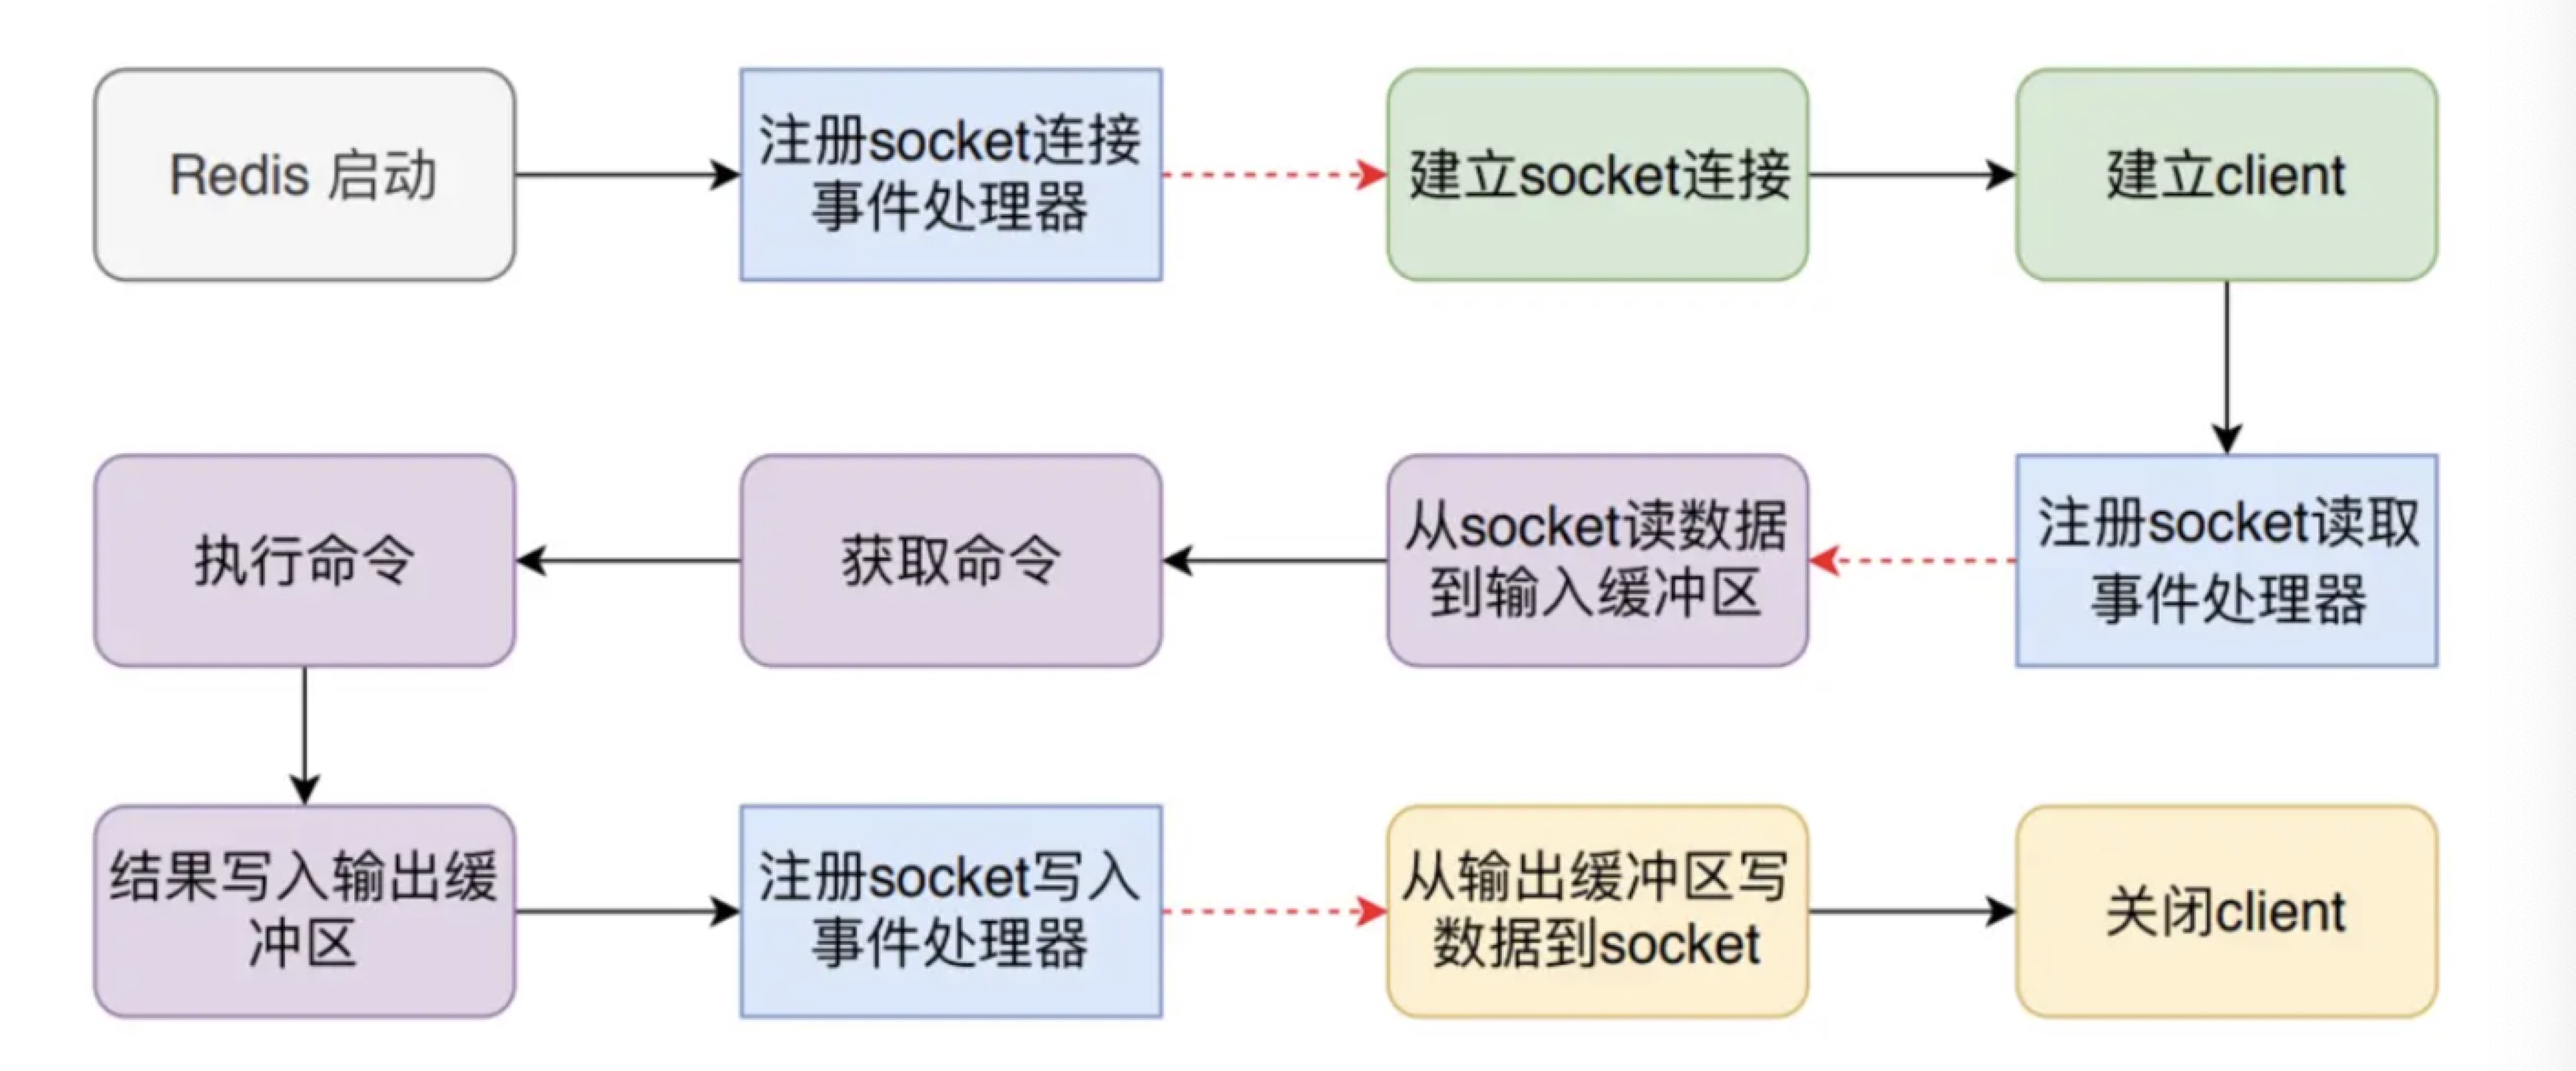 Redis 启动
注册socket连接
事件处理器
建立socket连接
建立client
执行命令
获取命令
从socket读数据
到输入缓冲区
注册socket读取
事件处理器
结果写入输出缓
冲区
注册socket写入
事件处理器
从输出缓冲区写
数据到socket
关闭client